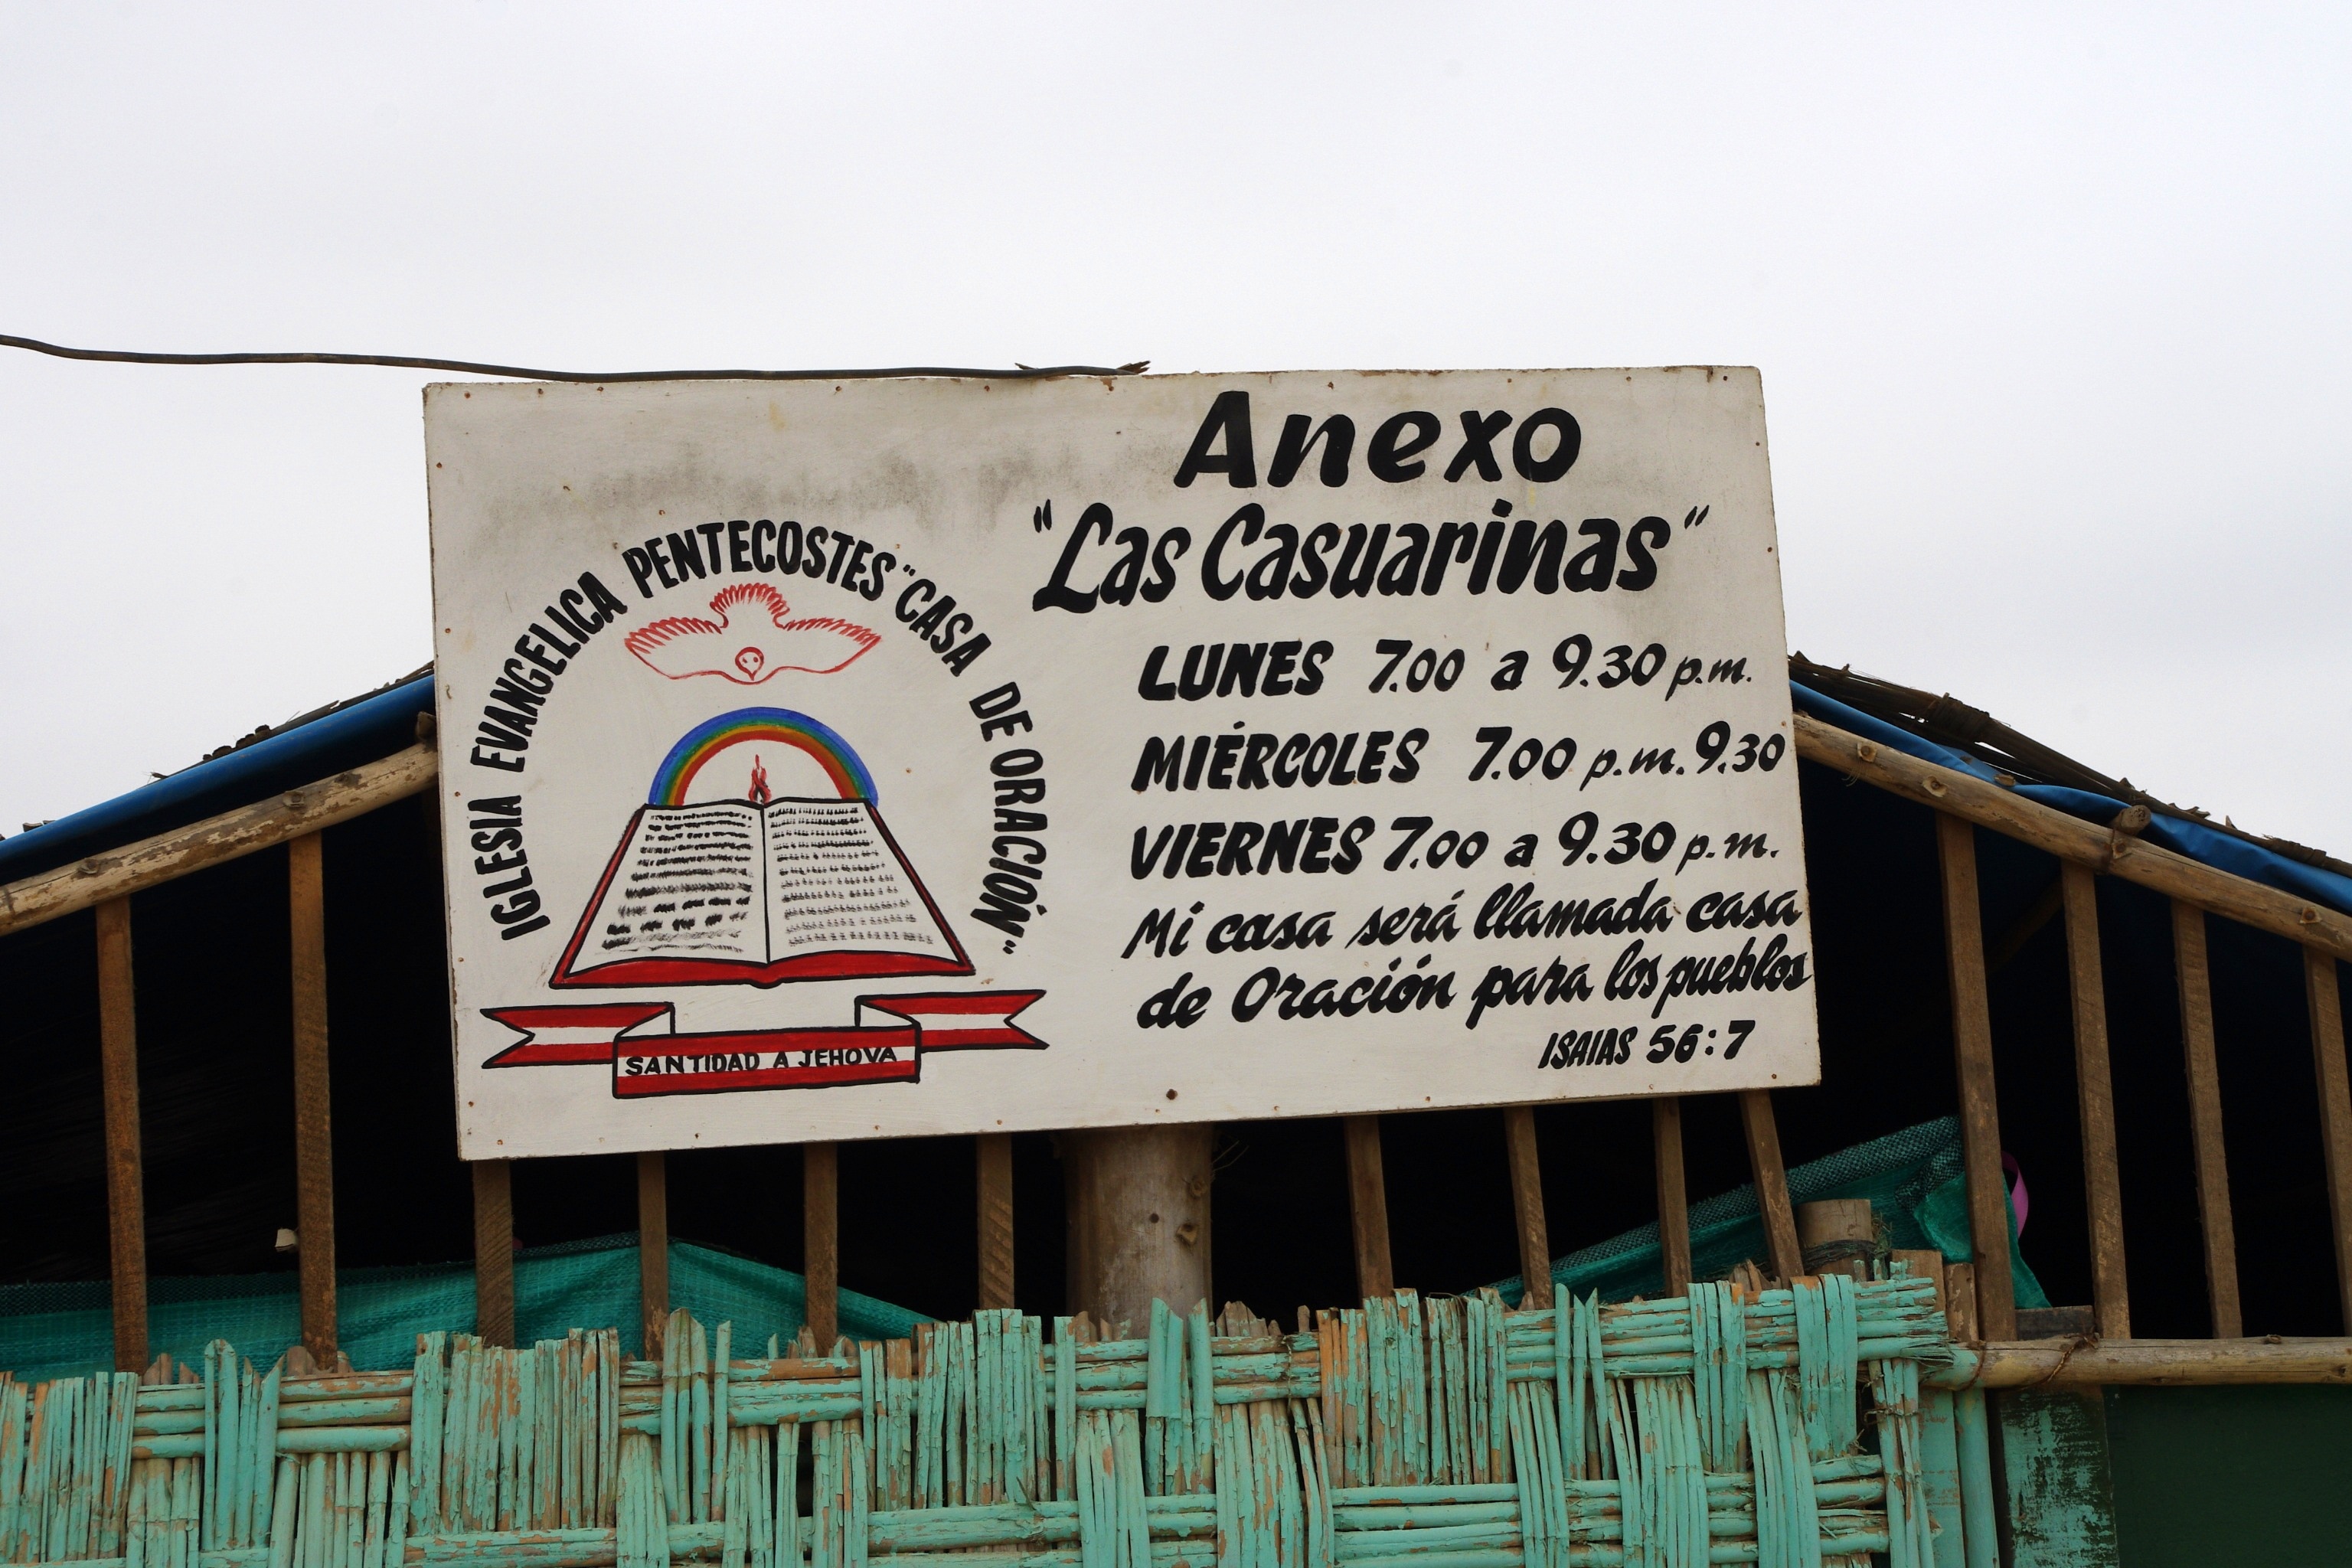 IGLESIA EVANGELICA PENTECOSTES "CASA DE ORACIÓN"
SANTIDAD A JEHOVA
Anexo
"Las Casuarinas"
LUNES 7.00 a 9.30 p.m.
MIÉRCOLES 7.00 p.m. 9.30
VIERNES 7.00 a 9.30 p.m.
Mi casa será llamada casa
de Oración para los pueblos
ISAIAS 56:7